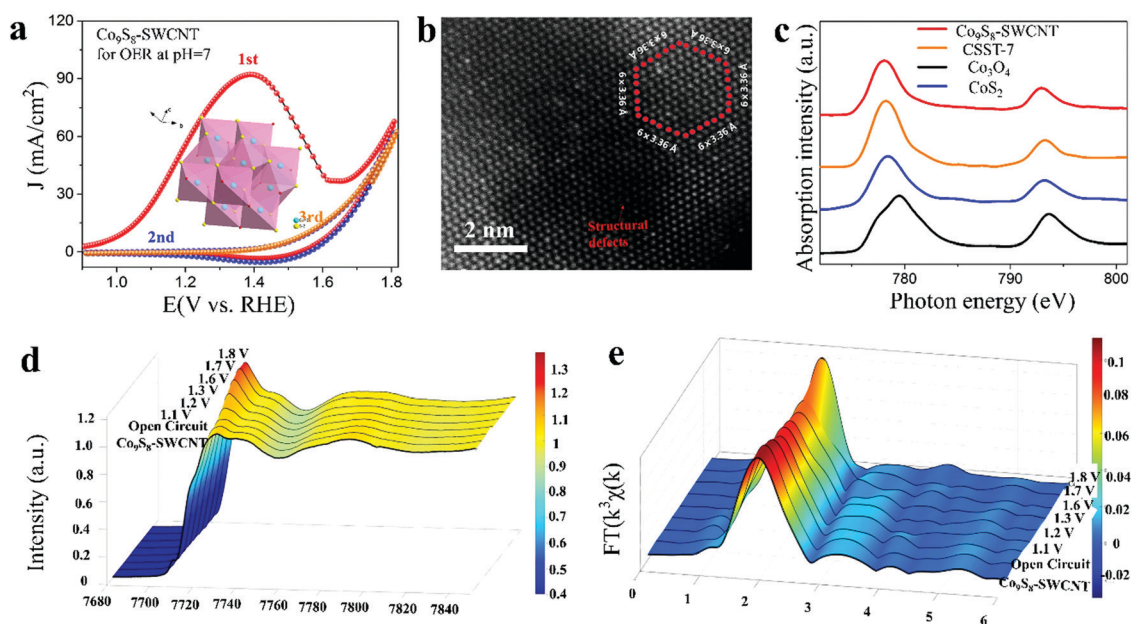 a
Co₉S₈-SWCNT
for OER at pH=7
1st
2nd
3rd
J (mA/cm²)
120
90
60
30
0
1.0 1.2 1.4 1.6 1.8
E(V vs. RHE)
b
6×3.36Å
6×3.36Å
6×3.36 Å
6×3.36 Å
6×3.36 Å
6×3.36 Å
Structural
defects
2 nm
c
Co₉S₈-SWCNT
CSST-7
Co₃O₄
CoS₂
Absorption intensity (a.u.)
780 790 800
Photon energy (eV)
d
1.8 V
1.7 V
1.6 V
1.3 V
1.2 V
1.1 V
Open Circuit
Co₉S₈-SWCNT
Intensity (a.u.)
1.2
1.0
0.8
0.6
0.4
0.2
0
7680 7700 7720 7740 7760 7780 7800 7820 7840
1.3
1.2
1.1
1
0.9
0.8
0.7
0.6
0.5
0.4
e
FT(k³χ(k)
0 1 2 3 4 5 6
1.8 V
1.7 V
1.6 V
1.3 V
1.2 V
1.1 V
Open Circuit
Co₉S₈-SWCNT
0.1
0.08
0.06
0.04
0.02
0
-0.02